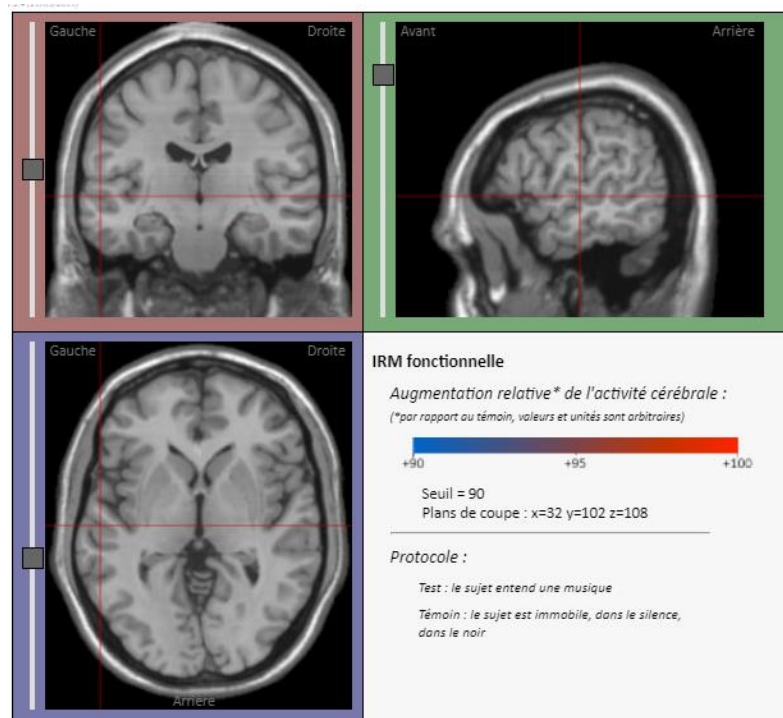 Gauche Droite
Avant Arrière
Gauche Droite
Arrière
IRM fonctionnelle
Augmentation relative* de l'activité cérébrale :
(*par rapport au témoin, valeurs et unités sont arbitraires)
+90 +95 +100
Seuil = 90
Plans de coupe : x=32 y=102 z=108
Protocole :
Test : le sujet entend une musique
Témoin : le sujet est immobile, dans le silence,
dans le noir